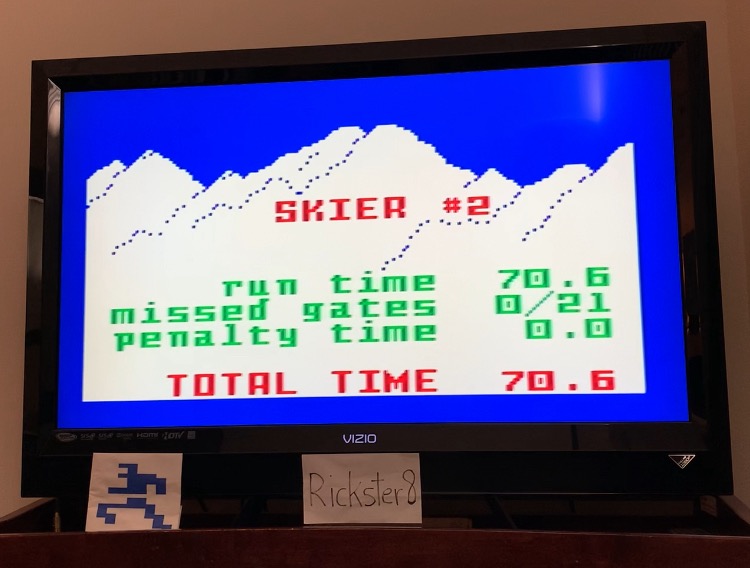 SKIER #2
run time 70.6
missed gates 0/21
penalty time 0.0
TOTAL TIME 70.6
VIZIO
Rickster8